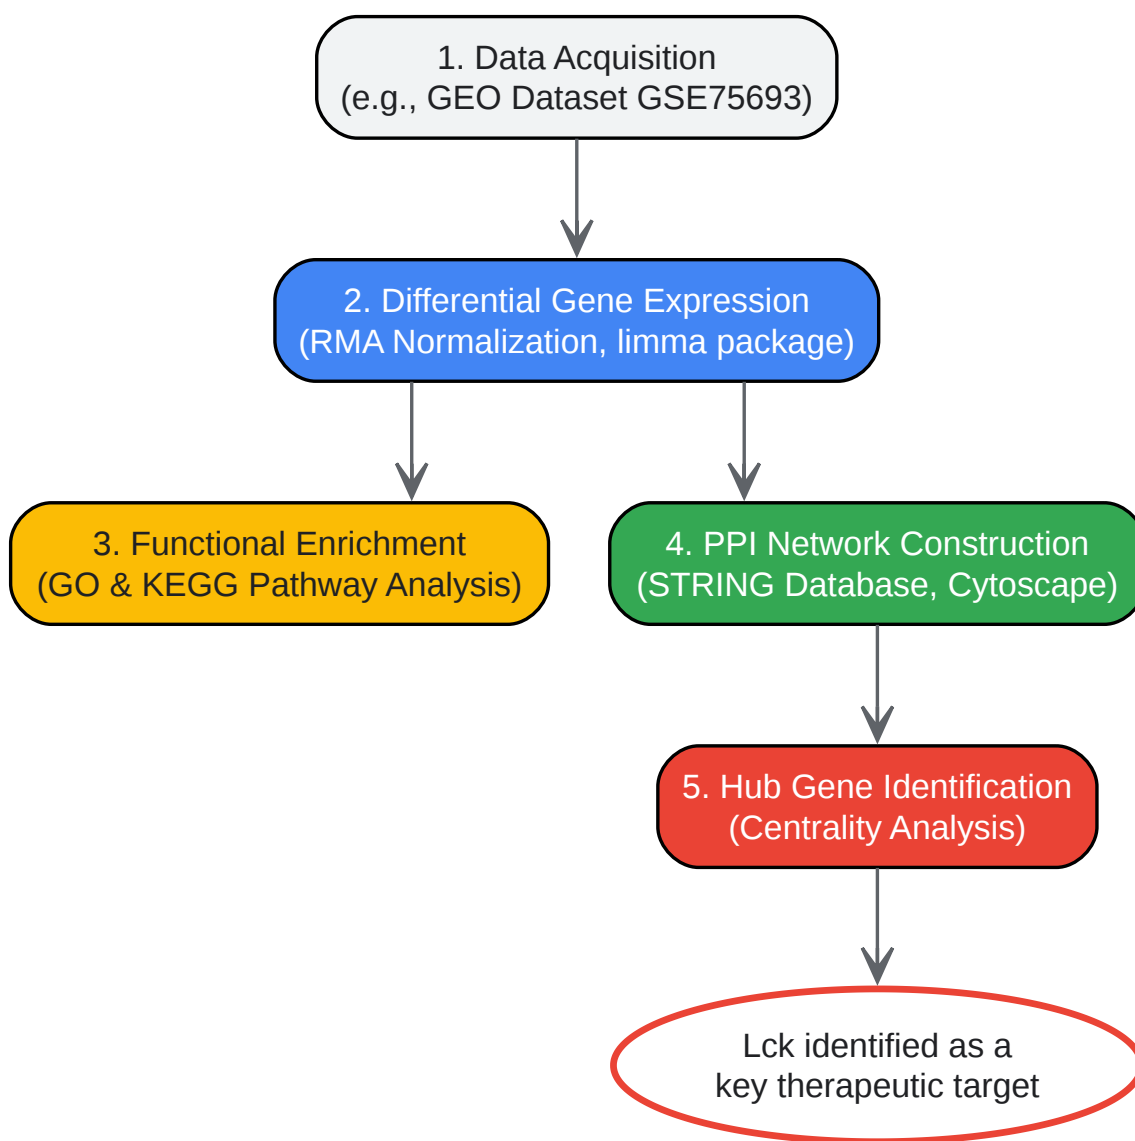 1. Data Acquisition
(e.g., GEO Dataset GSE75693)
2. Differential Gene Expression
(RMA Normalization, limma package)
3. Functional Enrichment
(GO & KEGG Pathway Analysis)
4. PPI Network Construction
(STRING Database, Cytoscape)
5. Hub Gene Identification
(Centrality Analysis)
Lck identified as a
key therapeutic target